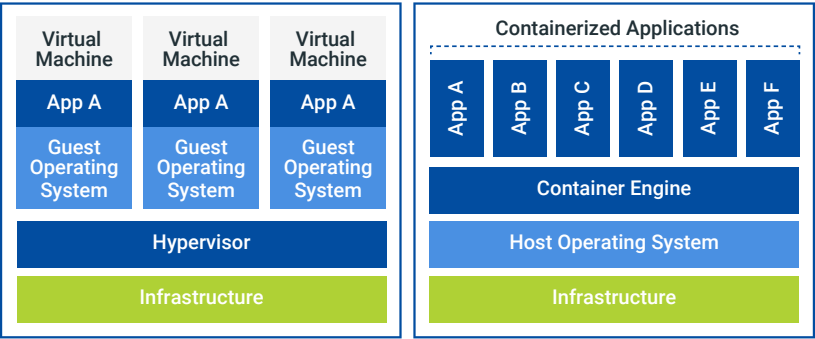 Virtual
Machine
Virtual
Machine
Virtual
Machine
App A
App A
App A
Guest
Operating
System
Guest
Operating
System
Guest
Operating
System
Hypervisor
Infrastructure
Containerized Applications
App A
App B
App C
App D
App E
App F
Container Engine
Host Operating System
Infrastructure